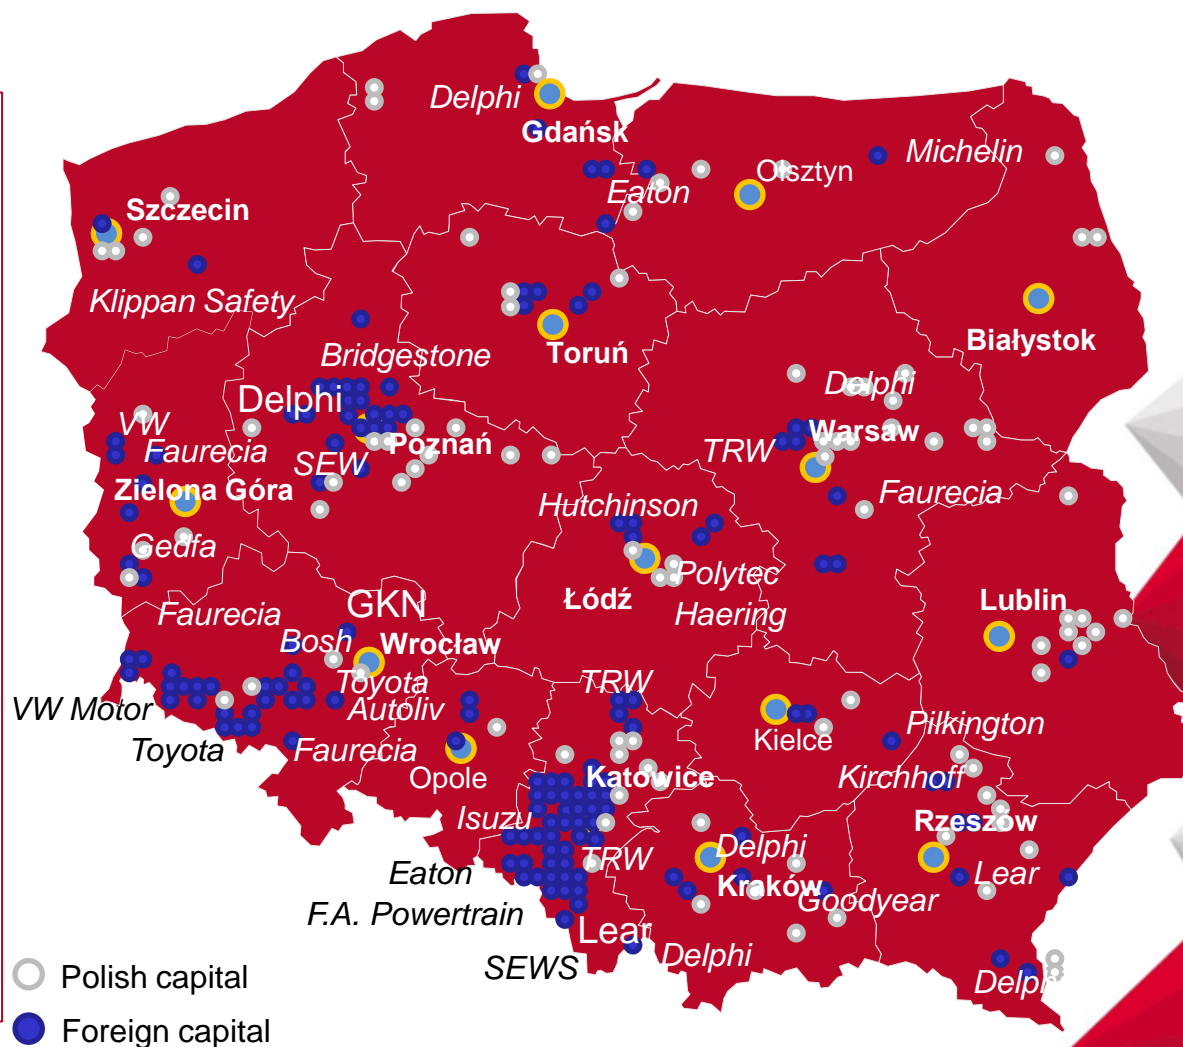 Delphi
Gdańsk
Michelin
Olsztyn
Eaton
Szczecin
Klippan Safety
Białystok
Toruń
Bridgestone
Delphi
Delphi
VW
Faurecia
Poznań
Warsaw
TRW
SEW
Zielona Góra
Faurecia
Hutchinson
Gedfa
Polytec
Haering
Łódź
Lublin
GKN
Faurecia
Bosh
Wrocław
Toyota
TRW
VW Motor
Autoliv
Toyota
Faurecia
Pilkington
Kielce
Opole
Katowice
Kirchhoff
Isuzu
Rzeszów
TRW
Delphi
Eaton
Kraków
Lear
Goodyear
F.A. Powertrain
Lear
SEWS
Delphi
Delphi
Polish capital
Foreign capital